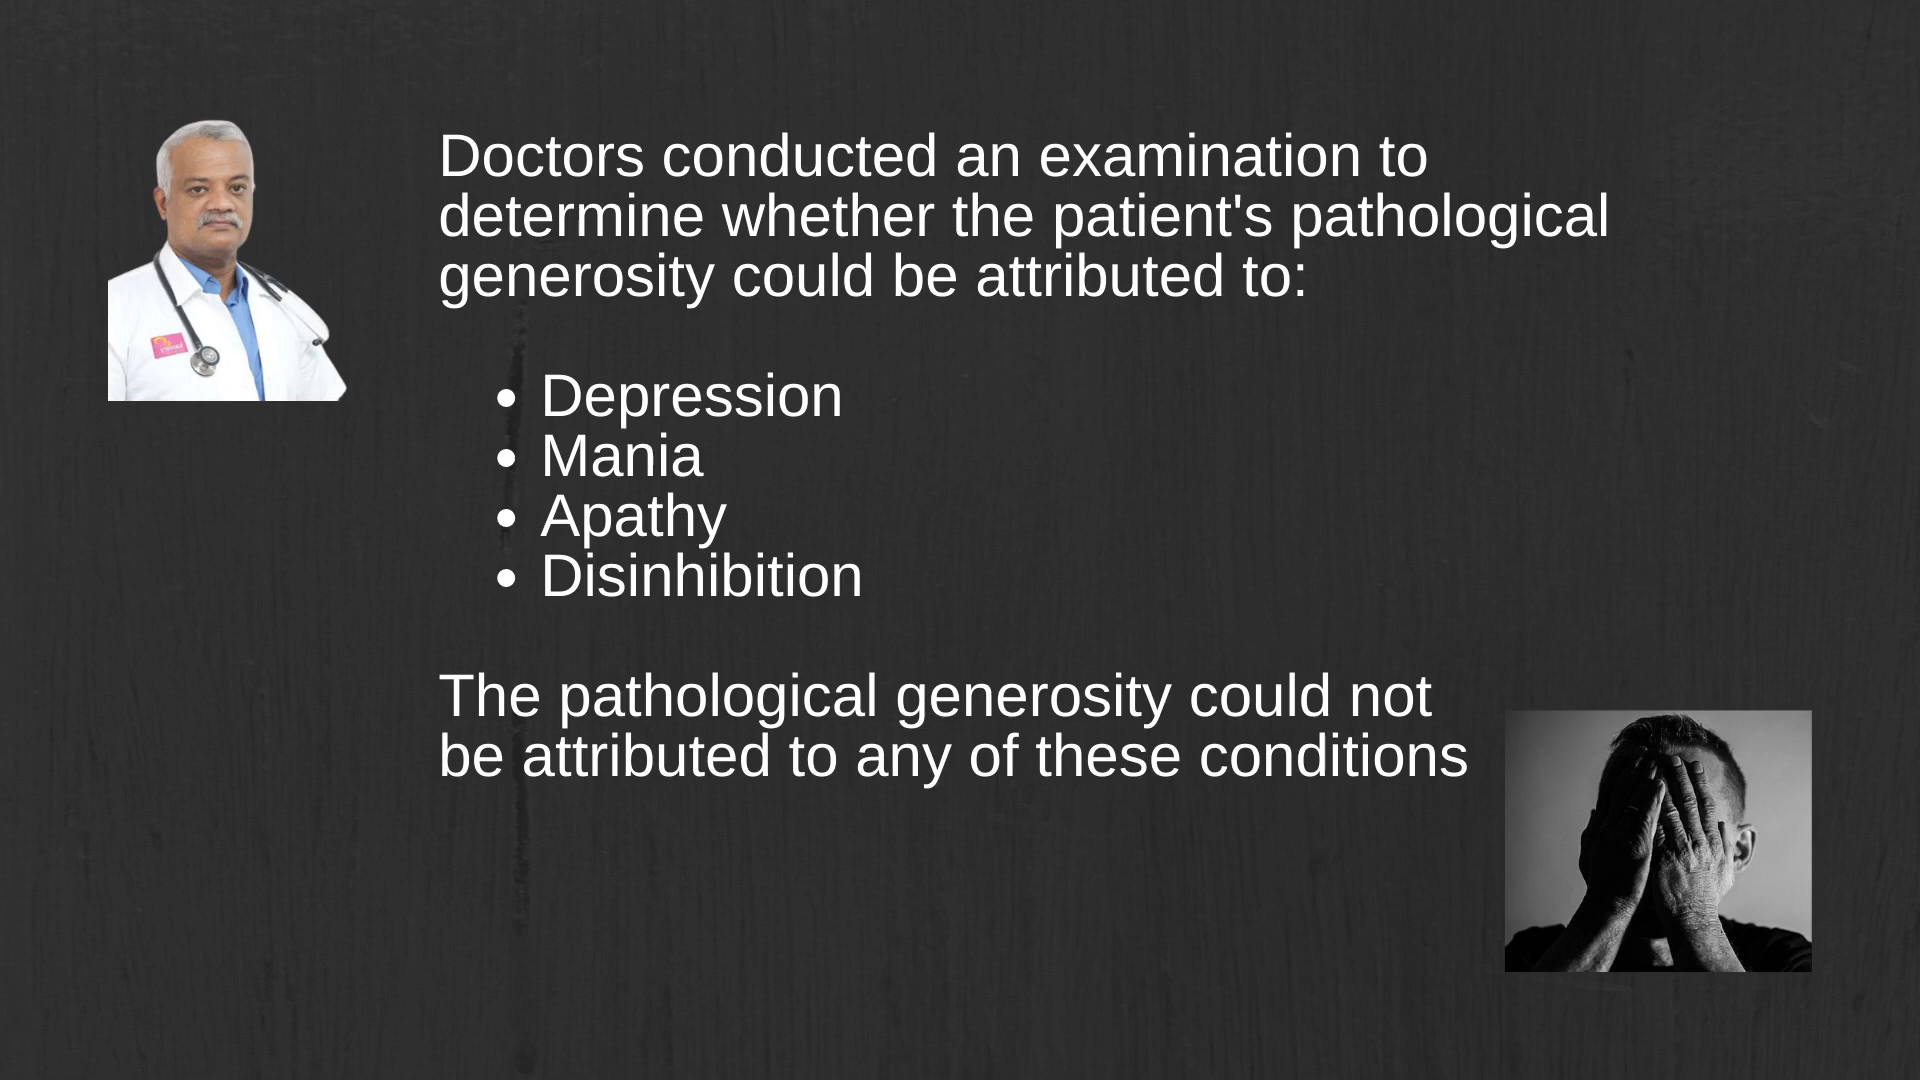 Doctors conducted an examination to
determine whether the patient's pathological
generosity could be attributed to:
• Depression
• Mania
• Apathy
• Disinhibition
The pathological generosity could not
be attributed to any of these conditions